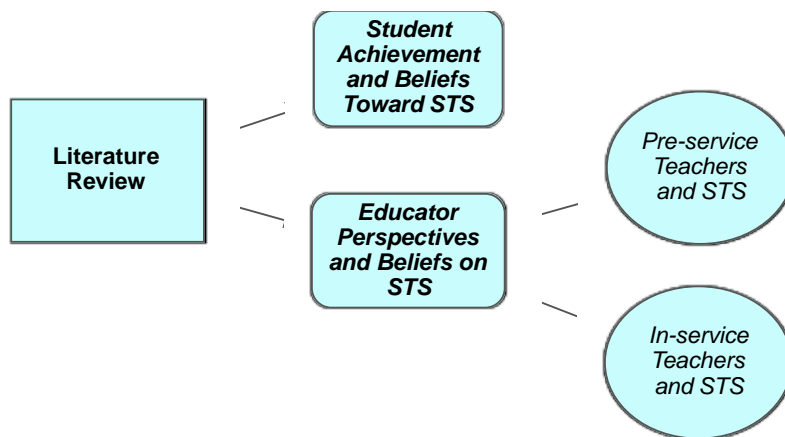 Student
Achievement
and Beliefs
Toward STS
Literature
Review
Educator
Perspectives
and Beliefs on
STS
Pre-service
Teachers
and STS
In-service
Teachers
and STS